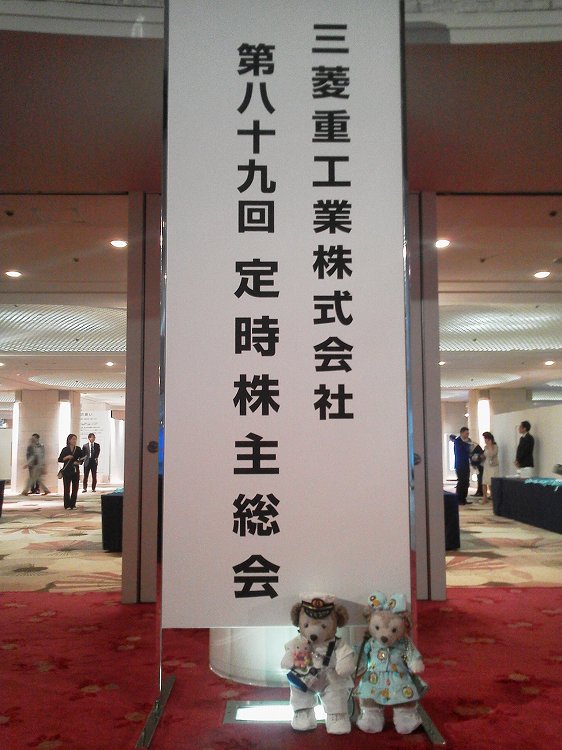 三菱重工業株式会社
第八十九回 定時株主総会